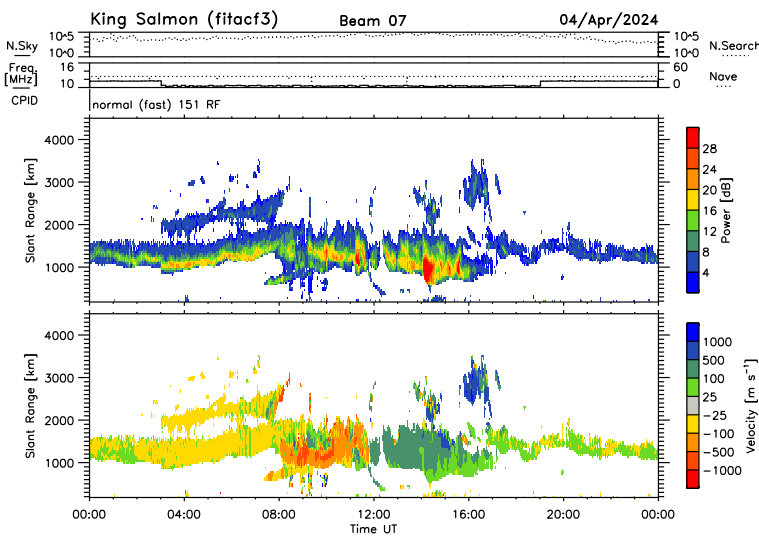 King Salmon (fitacf3) Beam 07 04/Apr/2024
N.Sky 10^5 10^0 10^5 10^0 N.Search
Freq. [MHz] 16 10 60 0 Nave
CPID normal (fast) 151 RF
Slant Range [km] 4000 3000 2000 1000
28 24 20 16 12 8 4 Power [dB]
Slant Range [km] 4000 3000 2000 1000
1000 500 100 25 −25 −100 −500 −1000 Velocity [m s⁻¹]
00:00 04:00 08:00 12:00 16:00 20:00 00:00
Time UT